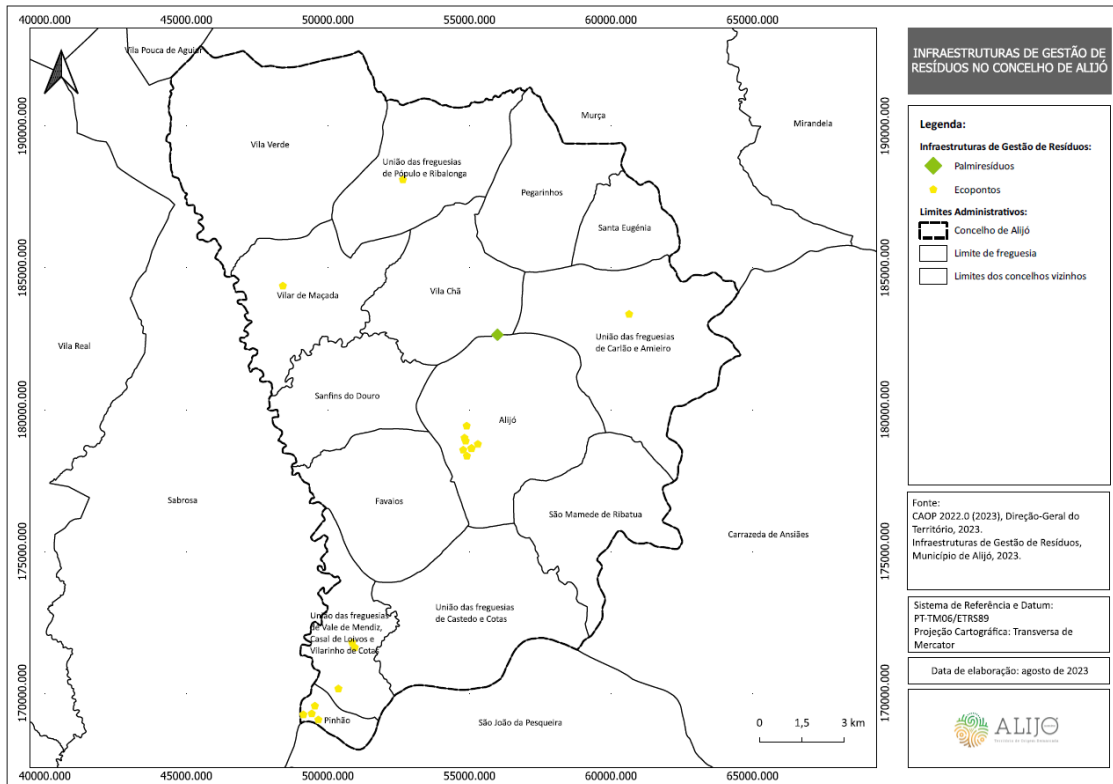 40000.000 45000.000 50000.000 55000.000 60000.000 65000.000
190000.000
185000.000
180000.000
175000.000
170000.000
Vila Pouca de Aguiar
Murça
Mirandela
Vila Verde
União das freguesias
de Pópulo e Ribalonga
Pegarinhos
Santa Eugénia
Vilar de Maçada
Vila Chã
União das freguesias
de Carlão e Amieiro
Vila Real
Sanfins do Douro
Alijó
Sabrosa
Favaios
São Mamede de Ribatua
Carrazeda de Ansiães
União das freguesias
de Vale de Mendiz,
Casal de Loivos e
Vilarinho de Cotas
União das freguesias
de Castedo e Cotas
Pinhão
São João da Pesqueira
0 1,5 3 km
190000.000
185000.000
180000.000
175000.000
170000.000
40000.000 45000.000 50000.000 55000.000 60000.000 65000.000
INFRAESTRUTURAS DE GESTÃO DE
RESÍDUOS NO CONCELHO DE ALIJÓ
Legenda:
Infraestruturas de Gestão de Resíduos:
Palmiresíduos
Ecopontos
Limites Administrativos:
Concelho de Alijó
Limite de freguesia
Limites dos concelhos vizinhos
Fonte:
CAOP 2022.0 (2023), Direção-Geral do
Território, 2023.
Infraestruturas de Gestão de Resíduos,
Município de Alijó, 2023.
Sistema de Referência e Datum:
PT-TM06/ETRS89
Projeção Cartográfica: Transversa de
Mercator
Data de elaboração: agosto de 2023
ALIJÓ